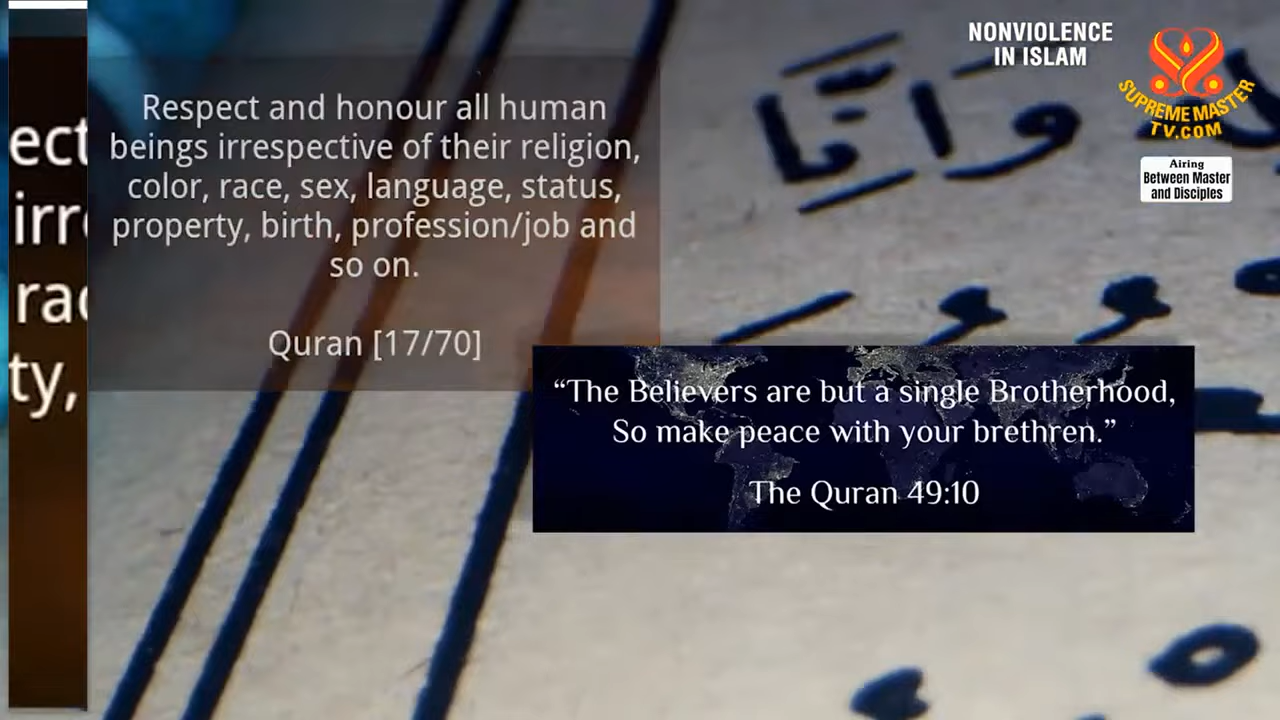 NONVIOLENCE
IN ISLAM
SUPREME MASTER
TV.COM
Airing
Between Master
and Disciples
Respect and honour all human
beings irrespective of their religion,
color, race, sex, language, status,
property, birth, profession/job and
so on.
Quran [17/70]
“The Believers are but a single Brotherhood,
So make peace with your brethren.”
The Quran 49:10
ect
irr
ra
ty,
وَاِنَّا